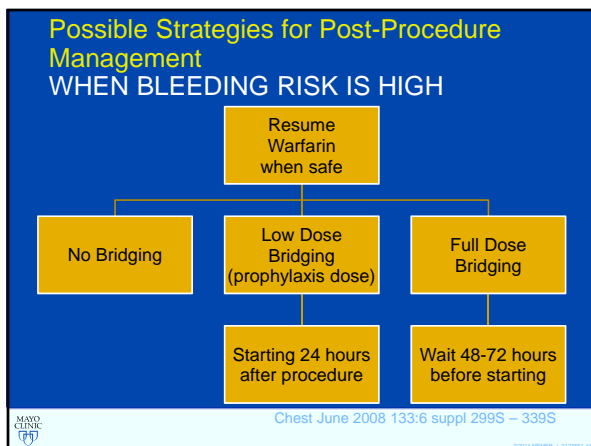 Possible Strategies for Post-Procedure
Management
WHEN BLEEDING RISK IS HIGH
Resume
Warfarin
when safe
No Bridging
Low Dose
Bridging
(prophylaxis dose)
Full Dose
Bridging
Starting 24 hours
after procedure
Wait 48-72 hours
before starting
MAYO
CLINIC
Chest June 2008 133:6 suppl 299S – 339S